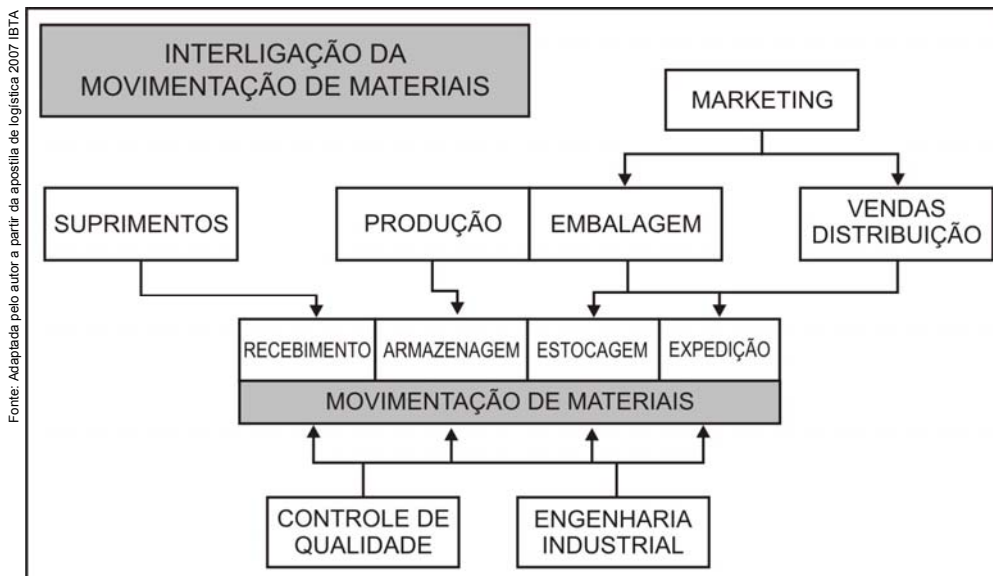 Fonte: Adaptada pelo autor a partir da apostila de logística 2007 IBTA
INTERLIGAÇÃO DA
MOVIMENTAÇÃO DE MATERIAIS
MARKETING
SUPRIMENTOS
PRODUÇÃO
EMBALAGEM
VENDAS
DISTRIBUIÇÃO
RECEBIMENTO
ARMAZENAGEM
ESTOCAGEM
EXPEDIÇÃO
MOVIMENTAÇÃO DE MATERIAIS
CONTROLE DE
QUALIDADE
ENGENHARIA
INDUSTRIAL